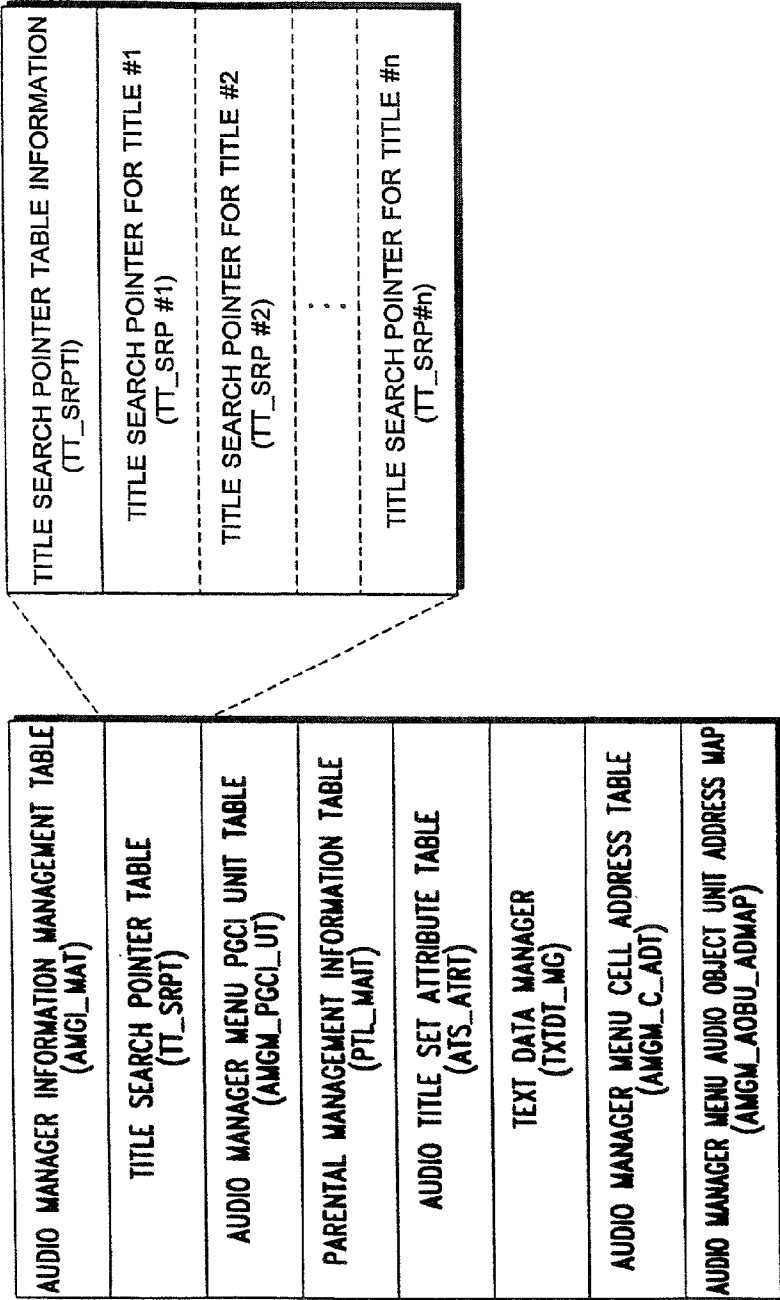 AUDIO MANAGER INFORMATION MANAGEMENT TABLE
(AMGI_MAT)
TITLE SEARCH POINTER TABLE
(TT_SRPT)
AUDIO MANAGER MENU PGCI UNIT TABLE
(AMGM_PGCI_UT)
PARENTAL MANAGEMENT INFORMATION TABLE
(PTL_MAIT)
AUDIO TITLE SET ATTRIBUTE TABLE
(ATS_ATRT)
TEXT DATA MANAGER
(TXTDT_MG)
AUDIO MANAGER MENU CELL ADDRESS TABLE
(AMGM_C_ADT)
AUDIO MANAGER MENU AUDIO OBJECT UNIT ADDRESS MAP
(AMGM_AOBU_ADMAP)
TITLE SEARCH POINTER TABLE INFORMATION
(TT_SRPTI)
TITLE SEARCH POINTER FOR TITLE #1
(TT_SRP #1)
TITLE SEARCH POINTER FOR TITLE #2
(TT_SRP #2)
...
TITLE SEARCH POINTER FOR TITLE #n
(TT_SRP#n)